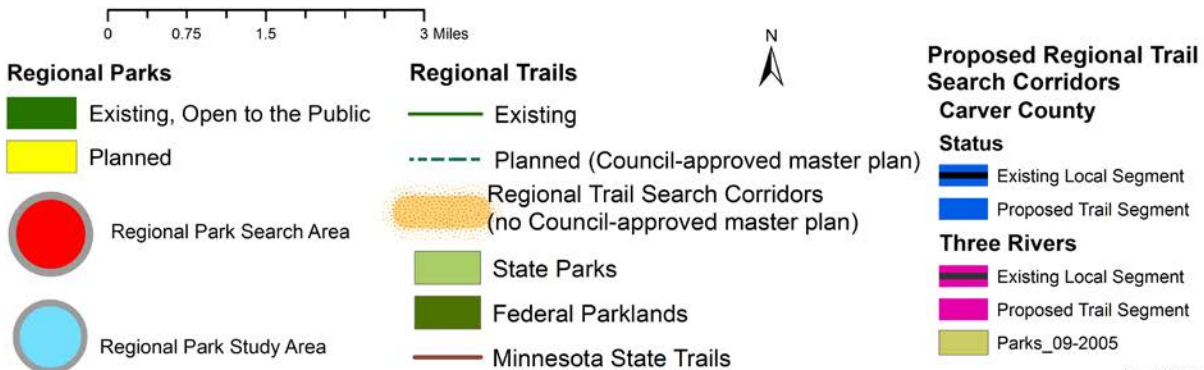 0 0.75 1.5 3 Miles
N
Regional Parks
Existing, Open to the Public
Planned
Regional Park Search Area
Regional Park Study Area
Regional Trails
Existing
Planned (Council-approved master plan)
Regional Trail Search Corridors
(no Council-approved master plan)
State Parks
Federal Parklands
Minnesota State Trails
Proposed Regional Trail
Search Corridors
Carver County
Status
Existing Local Segment
Proposed Trail Segment
Three Rivers
Existing Local Segment
Proposed Trail Segment
Parks_09-2005